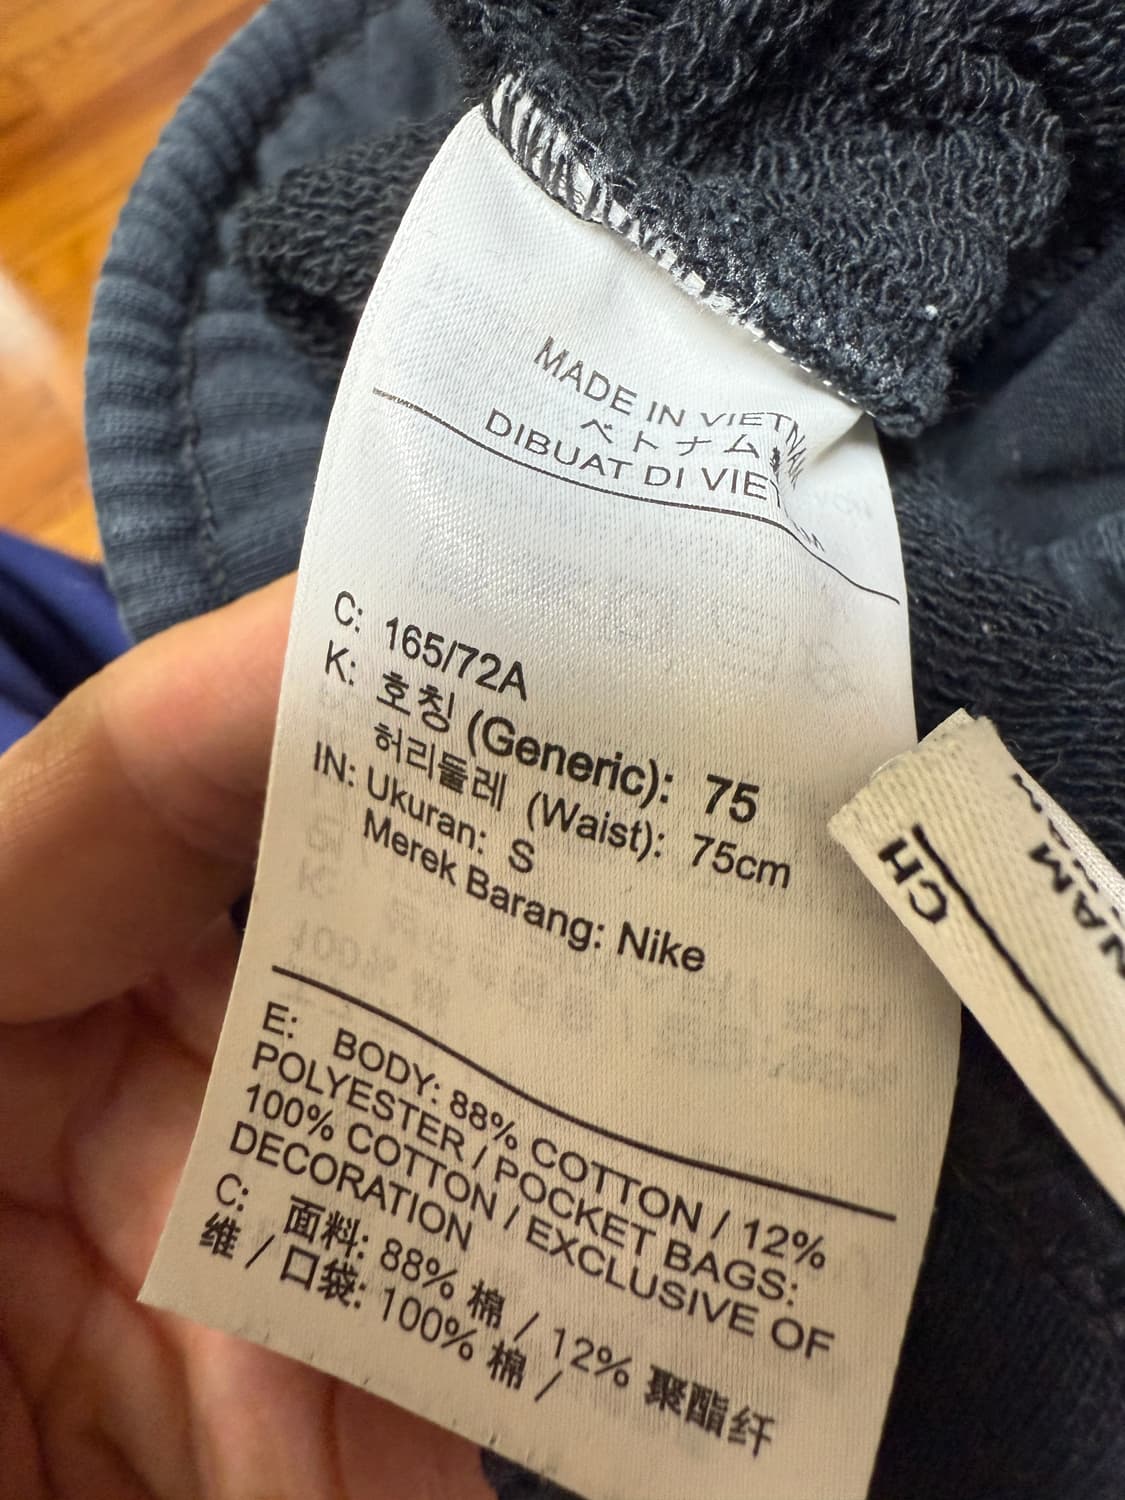 MADE IN VIETNAM
ベトナム
DIBUAT DI VIETNAM
C: 165/72A
K: 호칭 (Generic): 75
허리둘레 (Waist): 75cm
IN: Ukuran: S
Merek Barang: Nike
E: BODY: 88% COTTON / 12%
POLYESTER / POCKET BAGS:
100% COTTON / EXCLUSIVE OF
DECORATION
C: 面料: 88% 棉 / 12% 聚酯纤
维 / 口袋: 100% 棉 /
CH